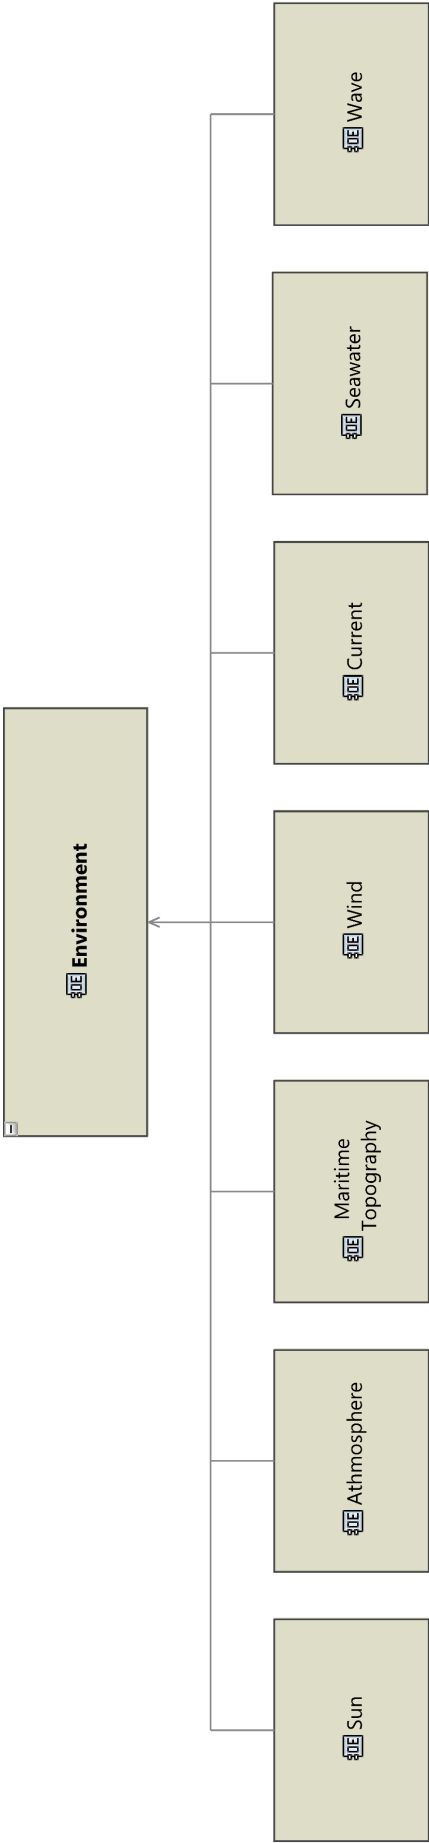 Environment
Sun
Athmosphere
Maritime
Topography
Wind
Current
Seawater
Wave